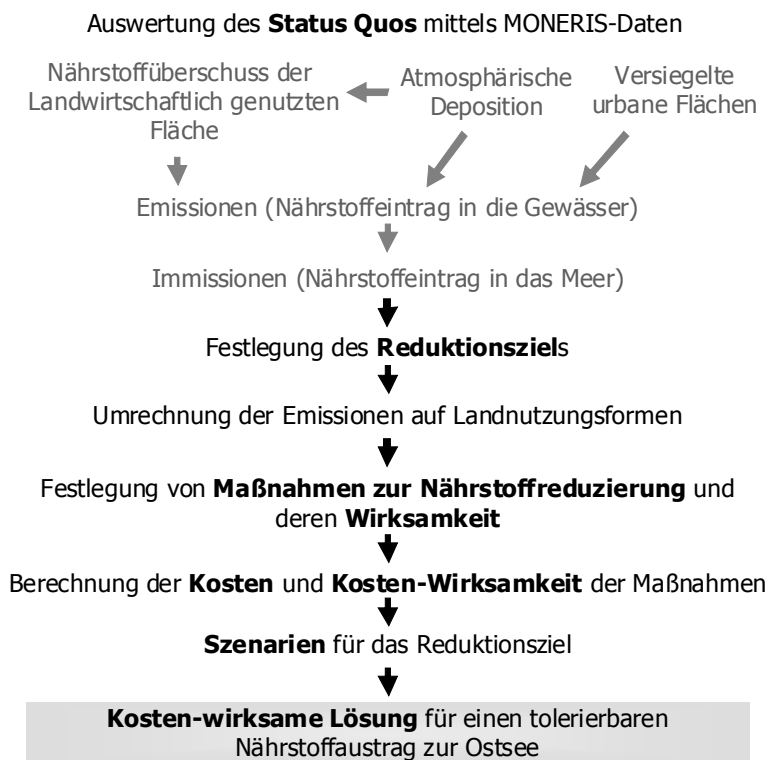 Auswertung des Status Quos mittels MONERIS-Daten
Nährstoffüberschuss der
Landwirtschaftlich genutzten
Fläche
Atmosphärische
Deposition
Versiegelte
urbane Flächen
Emissionen (Nährstoffeintrag in die Gewässer)
Immissionen (Nährstoffeintrag in das Meer)
Festlegung des Reduktionsziels
Umrechnung der Emissionen auf Landnutzungsformen
Festlegung von Maßnahmen zur Nährstoffreduzierung und
deren Wirksamkeit
Berechnung der Kosten und Kosten-Wirksamkeit der Maßnahmen
Szenarien für das Reduktionsziel
Kosten-wirksame Lösung für einen tolerierbaren
Nährstoffaustrag zur Ostsee